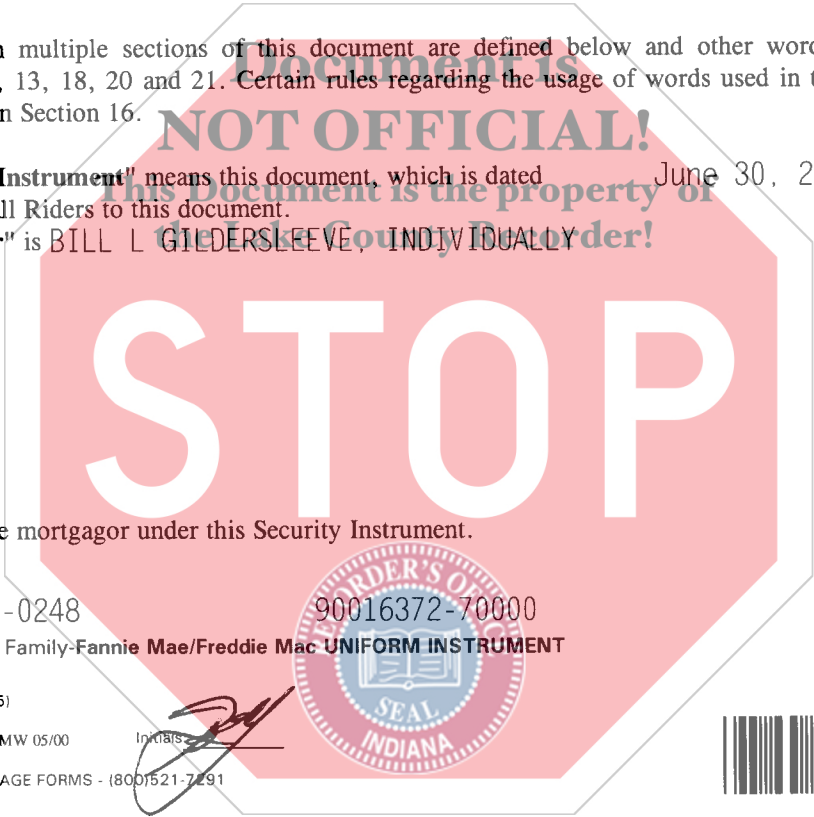 multiple sections of this document are defined below and other word
, 13, 18, 20 and 21. Certain rules regarding the usage of words used in t
n Section 16.
Document is
NOT OFFICIAL!
This Document is the property of
the Lake County Recorder!
Instrument" means this document, which is dated June 30, 2
ll Riders to this document.
" is BILL L GILDERSLEEVE, INDIVIDUALLY
STOP
e mortgagor under this Security Instrument.
-0248 90016372-70000
Family-Fannie Mae/Freddie Mac UNIFORM INSTRUMENT
RECORDER'S OFFICE
SEAL
INDIANA
5)
MW 05/00 Initials:
AGE FORMS - (800)521-7291